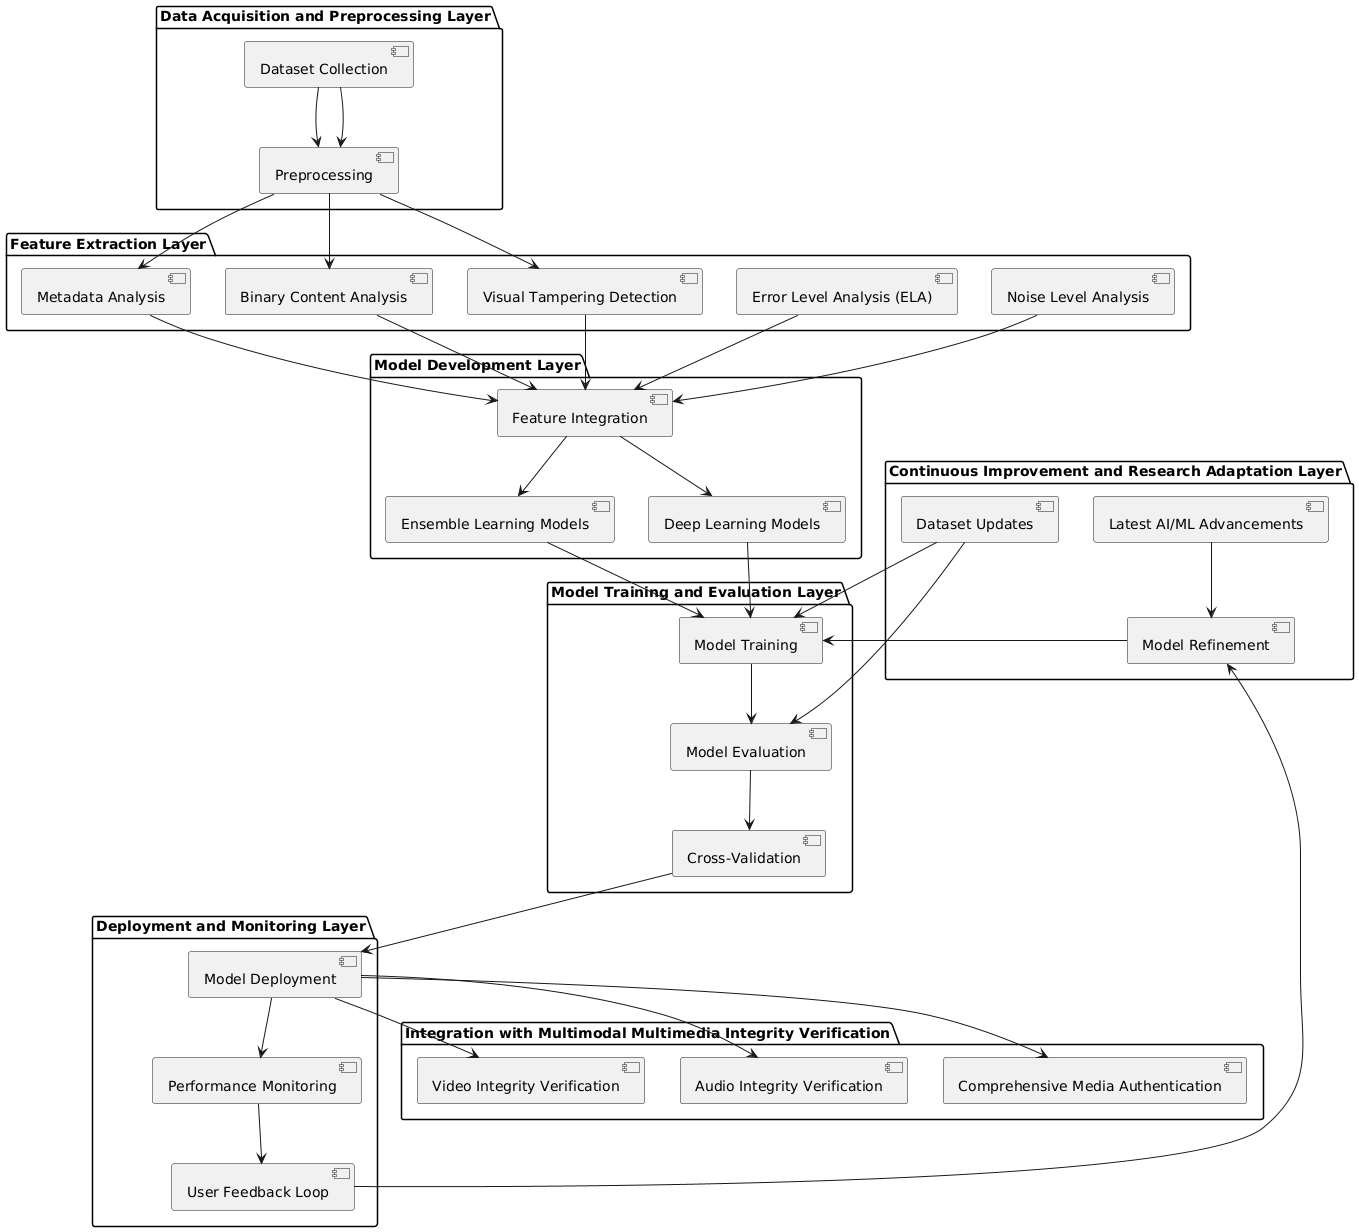 Data Acquisition and Preprocessing Layer
Dataset Collection
Preprocessing
Feature Extraction Layer
Metadata Analysis
Binary Content Analysis
Visual Tampering Detection
Error Level Analysis (ELA)
Noise Level Analysis
Model Development Layer
Feature Integration
Ensemble Learning Models
Deep Learning Models
Continuous Improvement and Research Adaptation Layer
Dataset Updates
Latest AI/ML Advancements
Model Refinement
Model Training and Evaluation Layer
Model Training
Model Evaluation
Cross-Validation
Deployment and Monitoring Layer
Model Deployment
Performance Monitoring
User Feedback Loop
Integration with Multimodal Multimedia Integrity Verification
Video Integrity Verification
Audio Integrity Verification
Comprehensive Media Authentication